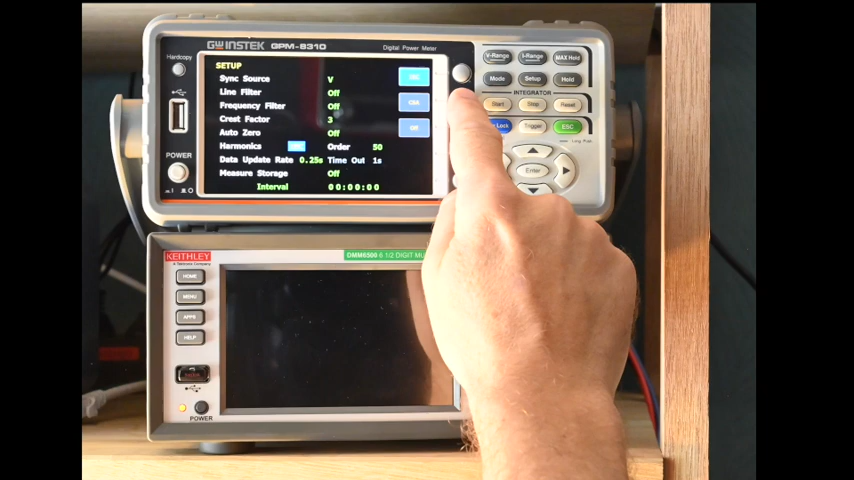 GWINSTEK GPM-8310
Digital Power Meter
Hardcopy
POWER
SETUP
Sync Source V
Line Filter Off
Frequency Filter Off
Crest Factor 3
Auto Zero Off
Harmonics Order 50
Data Update Rate 0.25s Time Out 1s
Measure Storage Off
Interval 00:00:00
V-Range I-Range MAX Hold
Mode Setup Hold
INTEGRATOR
Start Stop Reset
Lock Trigger ESC
Enter
KEITHLEY
A Tektronix Company
DMM6500 6 1/2 DIGIT MU
HOME
MENU
APPS
HELP
POWER